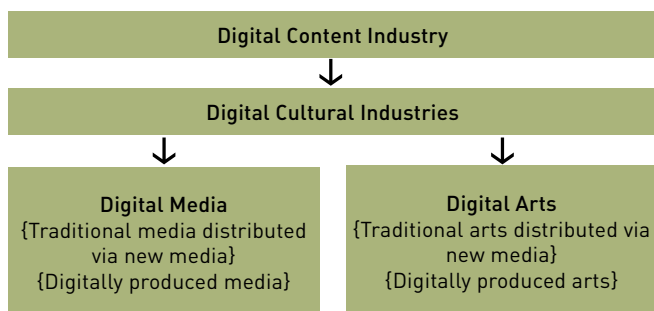 Digital Content Industry
Digital Cultural Industries
Digital Media
{Traditional media distributed
via new media}
{Digitally produced media}
Digital Arts
{Traditional arts distributed via
new media}
{Digitally produced arts}